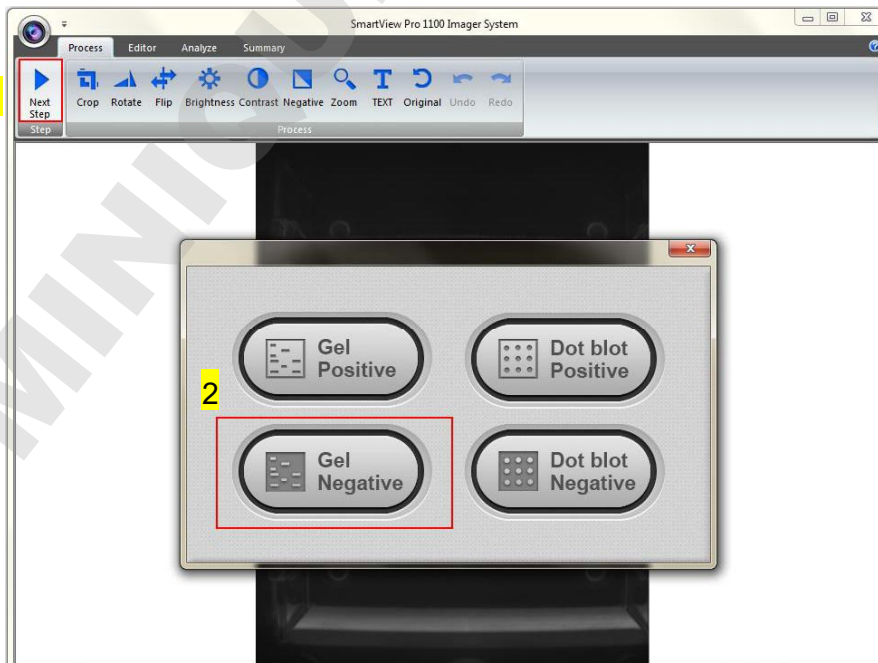 SmartView Pro 1100 Imager System
Process Editor Analyze Summary
Next
Step
Crop Rotate Flip Brightness Contrast Negative Zoom TEXT Original Undo Redo
Step Process
Gel
Positive
Dot blot
Positive
2
Gel
Negative
Dot blot
Negative
MINIQU